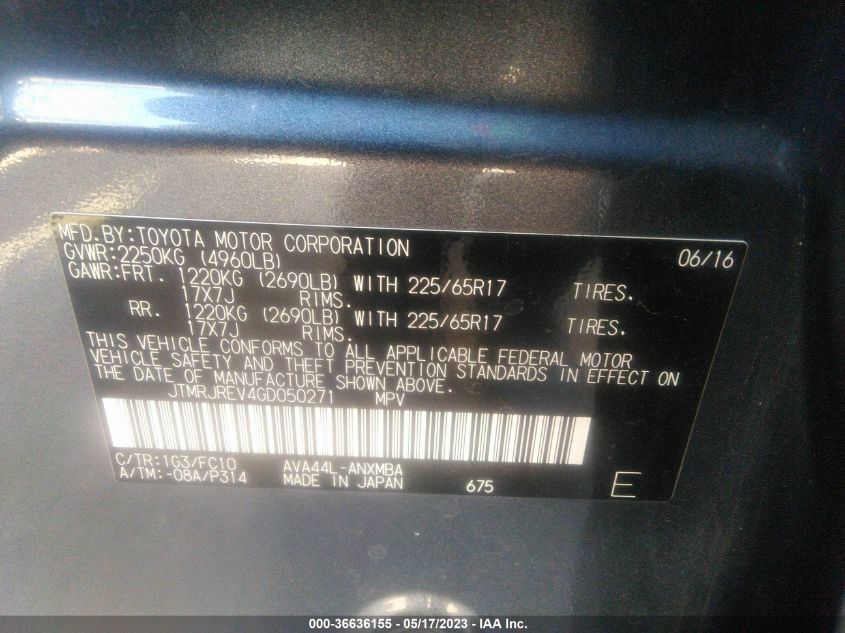 MFD.BY:TOYOTA MOTOR CORPORATION 06/16
GVWR:2250KG (4960LB)
GAWR:FRT. 1220KG (2690LB) WITH 225/65R17 TIRES.
17X7J RIMS.
RR. 1220KG (2690LB) WITH 225/65R17 TIRES.
17X7J RIMS.
THIS VEHICLE CONFORMS TO ALL APPLICABLE FEDERAL MOTOR
VEHICLE SAFETY AND THEFT PREVENTION STANDARDS IN EFFECT ON
THE DATE OF MANUFACTURE SHOWN ABOVE.
JTMRJREV4GD050271 MPV
C/TR:1G3/FC10 AVA44L-ANXMBA
A/TM:-08A/P314 MADE IN JAPAN 675 E
000-36636155 - 05/17/2023 - IAA Inc.